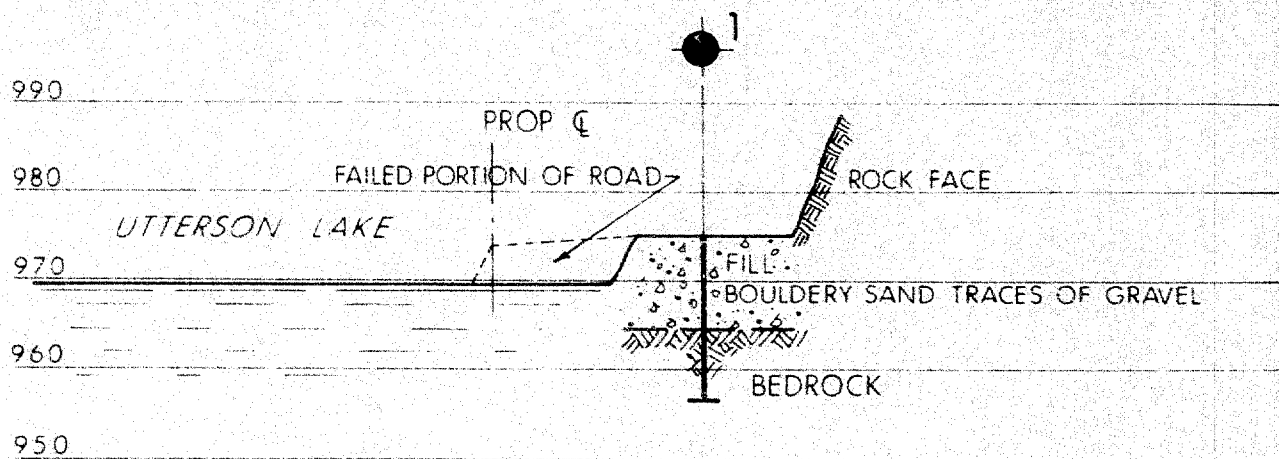 1
990
PROP ℄
980
FAILED PORTION OF ROAD
ROCK FACE
UTTERSON LAKE
970
FILL
BOULDERY SAND TRACES OF GRAVEL
960
BEDROCK
950